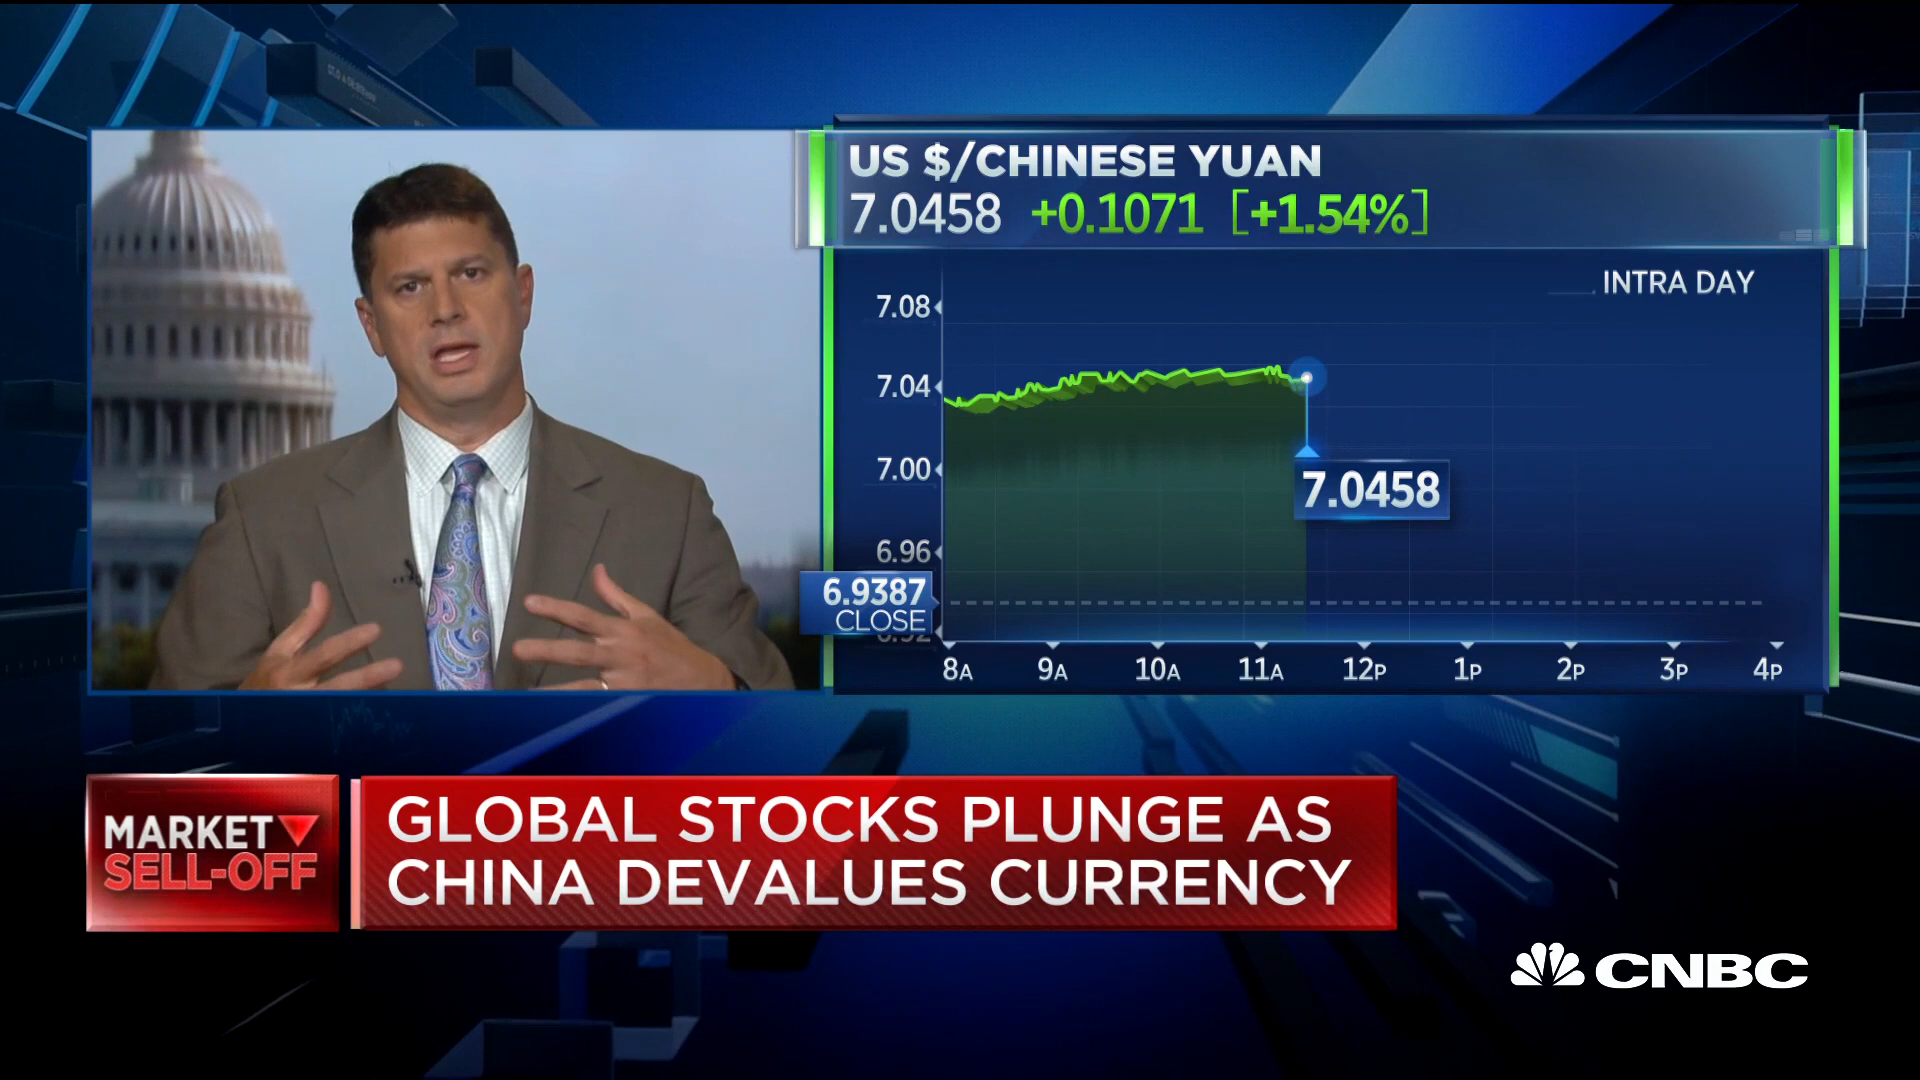 US $/CHINESE YUAN
7.0458 +0.1071 [+1.54%]
INTRA DAY
7.08
7.04
7.00
7.0458
6.96
6.9387
CLOSE
6.92
8A 9A 10A 11A 12P 1P 2P 3P 4P
MARKET
SELL-OFF
GLOBAL STOCKS PLUNGE AS
CHINA DEVALUES CURRENCY
CNBC